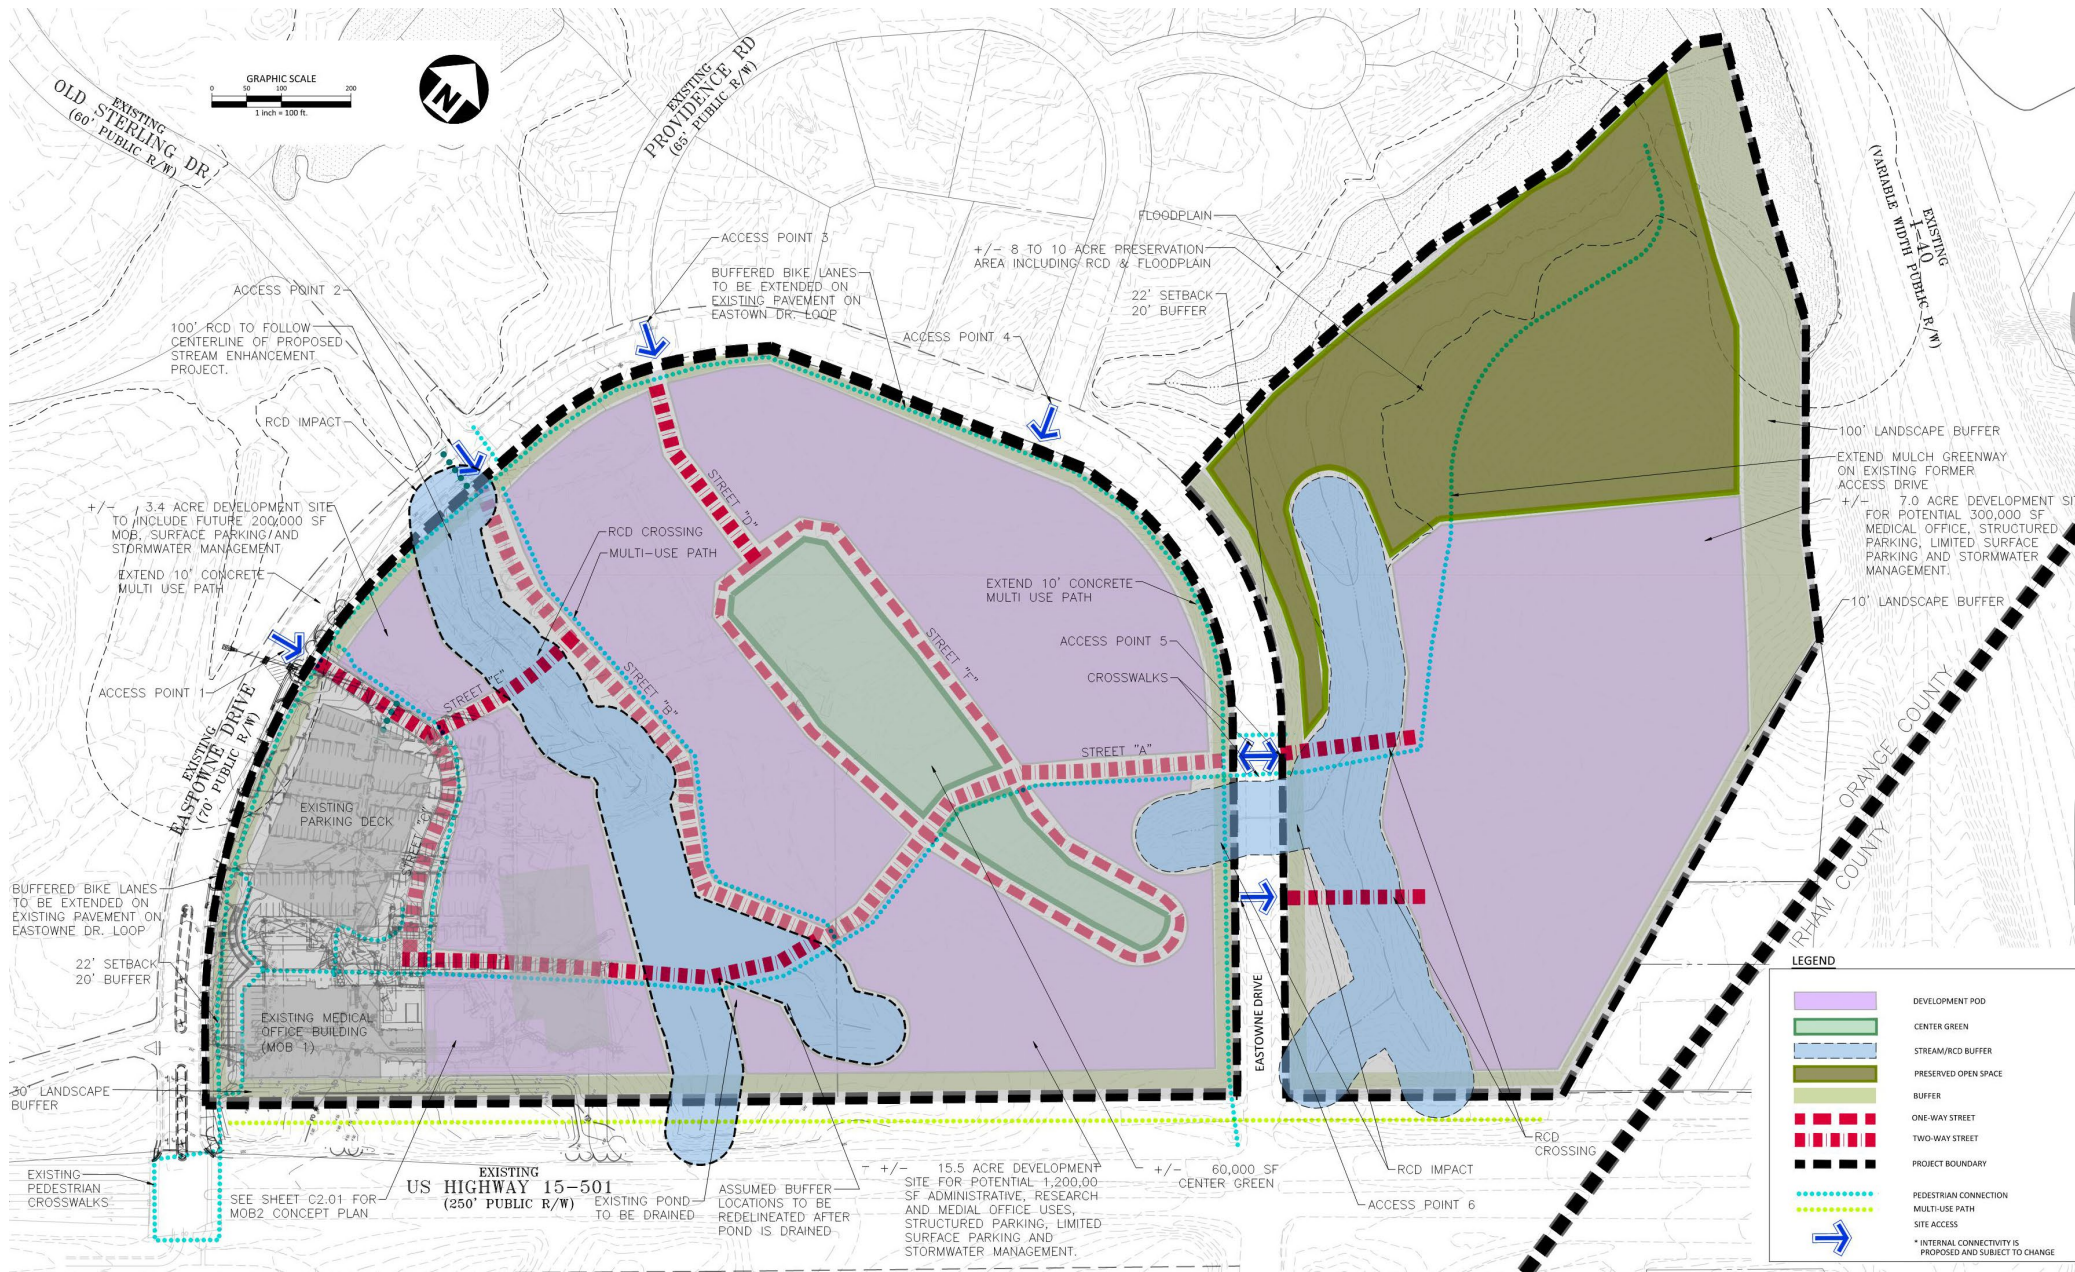 GRAPHIC SCALE
0 50 100 200
1 inch = 100 ft.
N
EXISTING
OLD STERLING DR
(60' PUBLIC R/W)
EXISTING
PROVIDENCE RD
(65' PUBLIC R/W)
EXISTING
I-40
(VARIABLE WIDTH PUBLIC R/W)
FLOODPLAIN
+/- 8 TO 10 ACRE PRESERVATION
AREA INCLUDING RCD & FLOODPLAIN
22' SETBACK
20' BUFFER
ACCESS POINT 3
BUFFERED BIKE LANES
TO BE EXTENDED ON
EXISTING PAVEMENT ON
EASTOWN DR. LOOP
ACCESS POINT 4
ACCESS POINT 2
100' RCD TO FOLLOW
CENTERLINE OF PROPOSED
STREAM ENHANCEMENT
PROJECT.
RCD IMPACT
+/- 3.4 ACRE DEVELOPMENT SITE
TO INCLUDE FUTURE 200,000 SF
MOB, SURFACE PARKING AND
STORMWATER MANAGEMENT
EXTEND 10' CONCRETE
MULTI USE PATH
ACCESS POINT 1
EXISTING
EASTOWNE DRIVE
(70' PUBLIC R/W)
STREET "D"
RCD CROSSING
MULTI-USE PATH
STREET "E"
STREET "B"
STREET "F"
STREET "A"
STREET "C"
EXTEND 10' CONCRETE
MULTI USE PATH
ACCESS POINT 5
CROSSWALKS
100' LANDSCAPE BUFFER
EXTEND MULCH GREENWAY
ON EXISTING FORMER
ACCESS DRIVE
+/- 7.0 ACRE DEVELOPMENT SIT
FOR POTENTIAL 300,000 SF
MEDICAL OFFICE, STRUCTURED
PARKING, LIMITED SURFACE
PARKING AND STORMWATER
MANAGEMENT.
10' LANDSCAPE BUFFER
ORANGE COUNTY
RHAM COUNTY
EXISTING
PARKING DECK
BUFFERED BIKE LANES
TO BE EXTENDED ON
EXISTING PAVEMENT ON
EASTOWNE DR. LOOP
22' SETBACK
20' BUFFER
EXISTING MEDICAL
OFFICE BUILDING
(MOB 1)
30' LANDSCAPE
BUFFER
EASTOWNE DRIVE
EXISTING
PEDESTRIAN
CROSSWALKS
SEE SHEET C2.01 FOR
MOB2 CONCEPT PLAN
EXISTING
US HIGHWAY 15-501
(250' PUBLIC R/W)
EXISTING POND
TO BE DRAINED
ASSUMED BUFFER
LOCATIONS TO BE
REDELINEATED AFTER
POND IS DRAINED
+/- 15.5 ACRE DEVELOPMENT
SITE FOR POTENTIAL 1,200,00
SF ADMINISTRATIVE, RESEARCH
AND MEDIAL OFFICE USES,
STRUCTURED PARKING, LIMITED
SURFACE PARKING AND
STORMWATER MANAGEMENT.
+/- 60,000 SF
CENTER GREEN
RCD IMPACT
ACCESS POINT 6
RCD
CROSSING
LEGEND
DEVELOPMENT POD
CENTER GREEN
STREAM/RCD BUFFER
PRESERVED OPEN SPACE
BUFFER
ONE-WAY STREET
TWO-WAY STREET
PROJECT BOUNDARY
PEDESTRIAN CONNECTION
MULTI-USE PATH
SITE ACCESS
* INTERNAL CONNECTIVITY IS
PROPOSED AND SUBJECT TO CHANGE